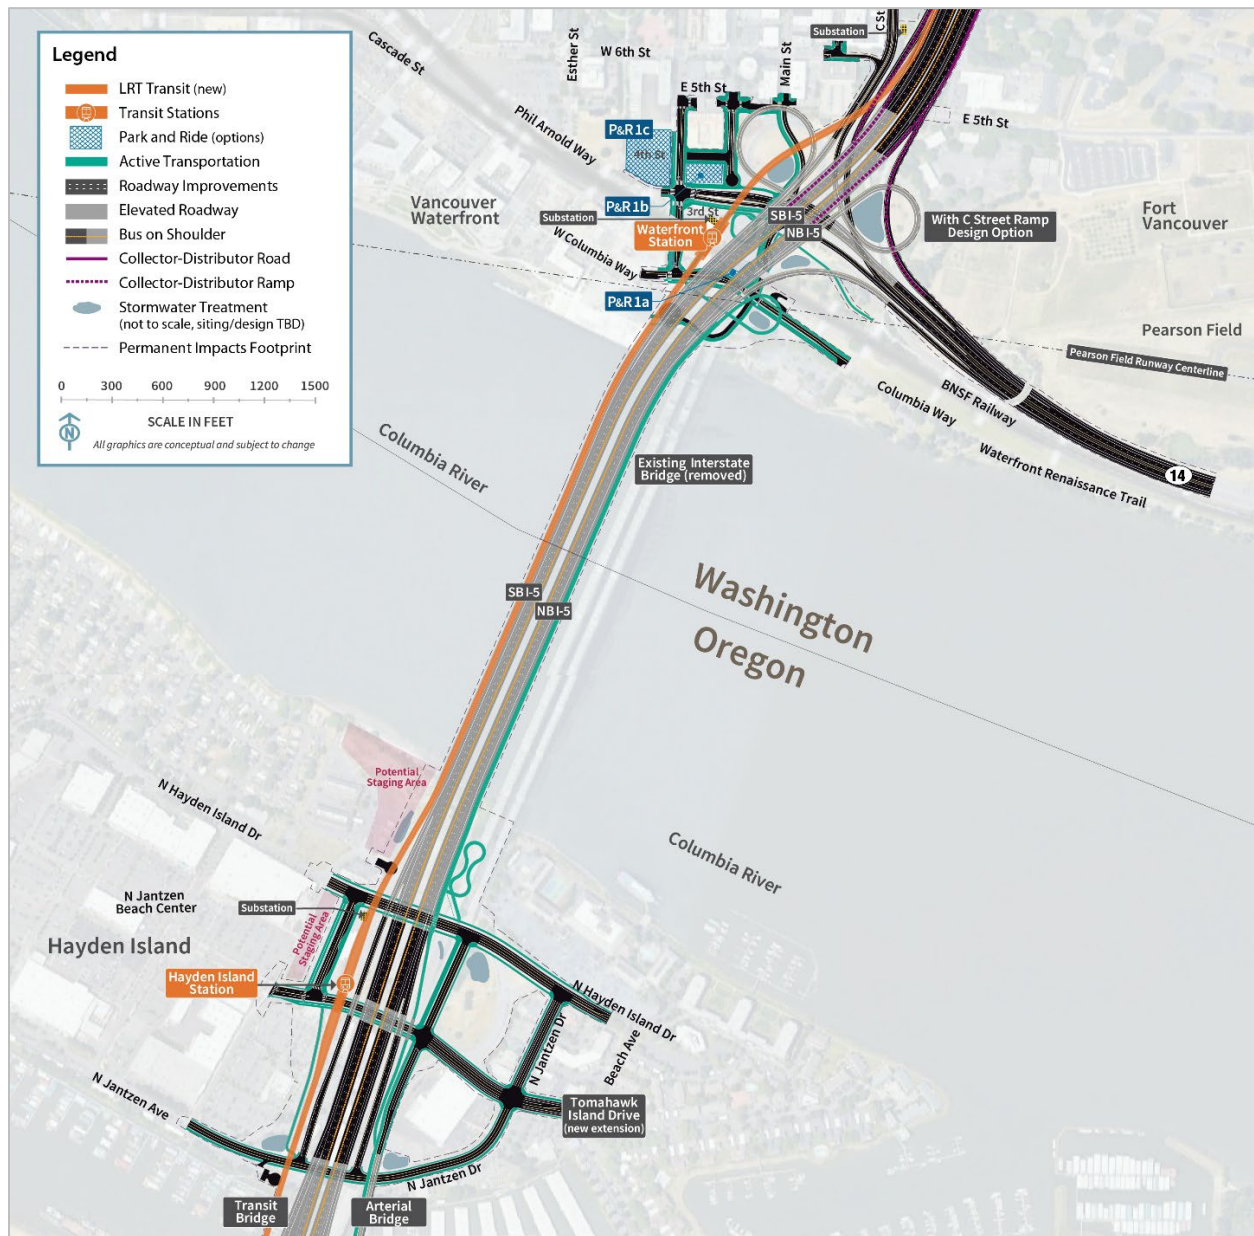 Legend
LRT Transit (new)
Transit Stations
Park and Ride (options)
Active Transportation
Roadway Improvements
Elevated Roadway
Bus on Shoulder
Collector-Distributor Road
Collector-Distributor Ramp
Stormwater Treatment
(not to scale, siting/design TBD)
Permanent Impacts Footprint
0 300 600 900 1200 1500
SCALE IN FEET
N
All graphics are conceptual and subject to change
Cascade St
Esther St
W 6th St
Main St
Substation
C St
E 5th St
E 5th St
Phil Arnold Way
P&R1c
4th St
Vancouver
Waterfront
P&R1b
Substation
3rd St
Waterfront
Station
SB I-5
NB I-5
With C Street Ramp
Design Option
Fort
Vancouver
W Columbia Way
P&R1a
Pearson Field
Pearson Field Runway Centerline
BNSF Railway
Columbia Way
Waterfront Renaissance Trail
14
Columbia River
Existing Interstate
Bridge (removed)
SB I-5
NB I-5
Washington
Oregon
Potential
Staging Area
N Hayden Island Dr
Columbia River
N Jantzen
Beach Center
Substation
Potential
Staging Area
Hayden Island
Hayden Island
Station
N Hayden Island Dr
N Jantzen Dr
Beach Ave
Tomahawk
Island Drive
(new extension)
N Jantzen Ave
N Jantzen Dr
Transit
Bridge
Arterial
Bridge